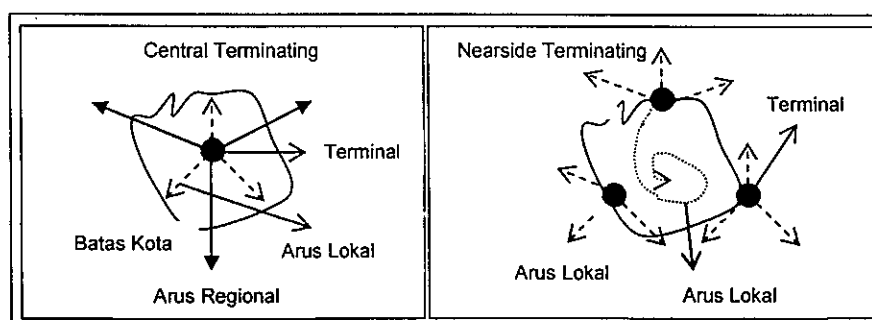 Central Terminating
Terminal
Batas Kota
Arus Lokal
Arus Regional
Nearside Terminating
Terminal
Arus Lokal
Arus Lokal